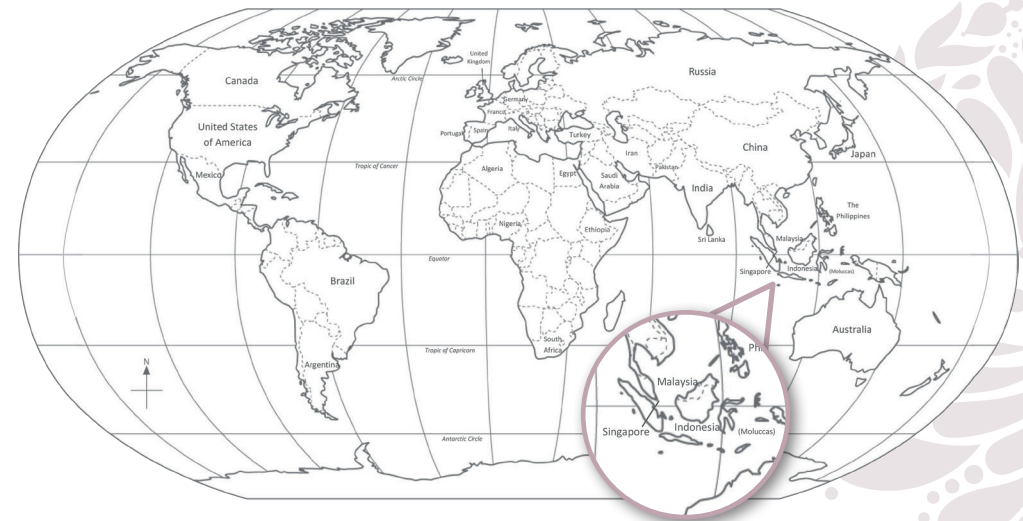 United
Kingdom
Arctic Circle
Canada
Russia
Germany
France
United States
of America
Portugal
Spain
Italy
Turkey
China
Japan
Iran
Tropic of Cancer
Mexico
Algeria
Egypt
Saudi
Arabia
Pakistan
India
The
Philippines
Nigeria
Ethiopia
Sri Lanka
Malaysia
Equator
Singapore
Indonesia
(Moluccas)
Brazil
Australia
South
Africa
Tropic of Capricorn
N
Argentina
Phi
Malaysia
Singapore
Indonesia
(Moluccas)
Antarctic Circle